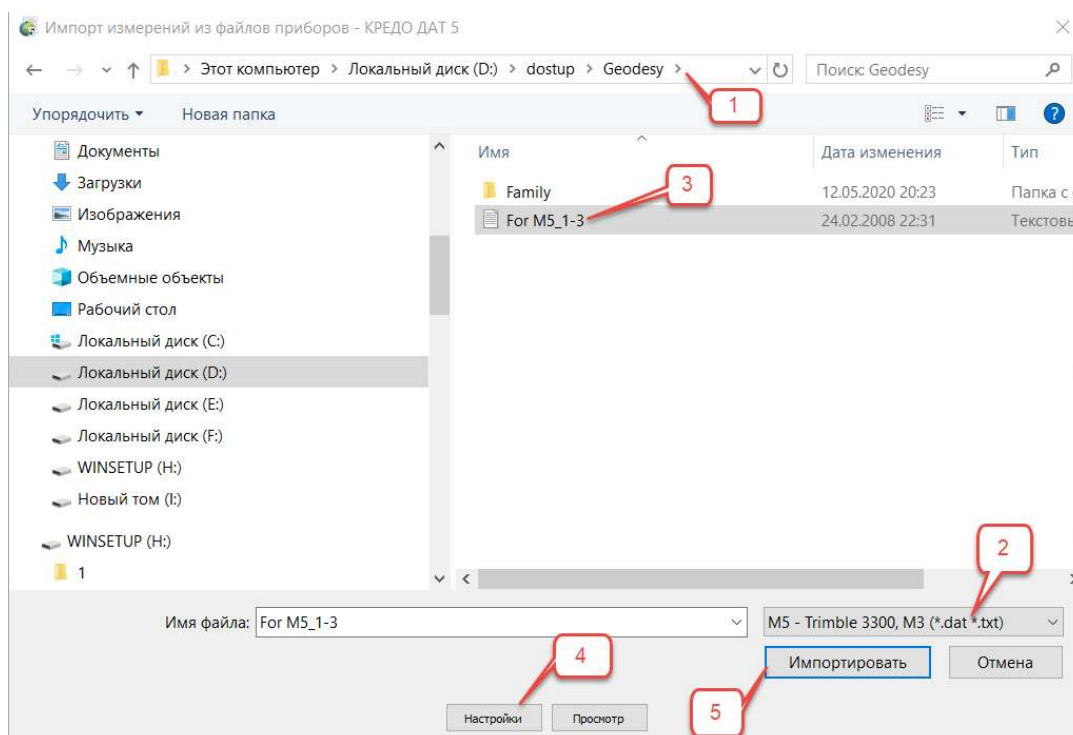 Импорт измерений из файлов приборов - КРЕДО ДАТ 5
Этот компьютер > Локальный диск (D:) > dostup > Geodesy >
Поиск: Geodesy
1
Упорядочить
Новая папка
Документы
Загрузки
Изображения
Музыка
Объемные объекты
Рабочий стол
Локальный диск (C:)
Локальный диск (D:)
Локальный диск (E:)
Локальный диск (F:)
WINSETUP (H:)
Новый том (I:)
WINSETUP (H:)
1
Имя Дата изменения Тип
Family 12.05.2020 20:23 Папка с
3
For M5_1-3 24.02.2008 22:31 Текстовы
2
Имя файла: For M5_1-3
M5 - Trimble 3300, M3 (*.dat *.txt)
4
Импортировать Отмена
5
Настройки Просмотр